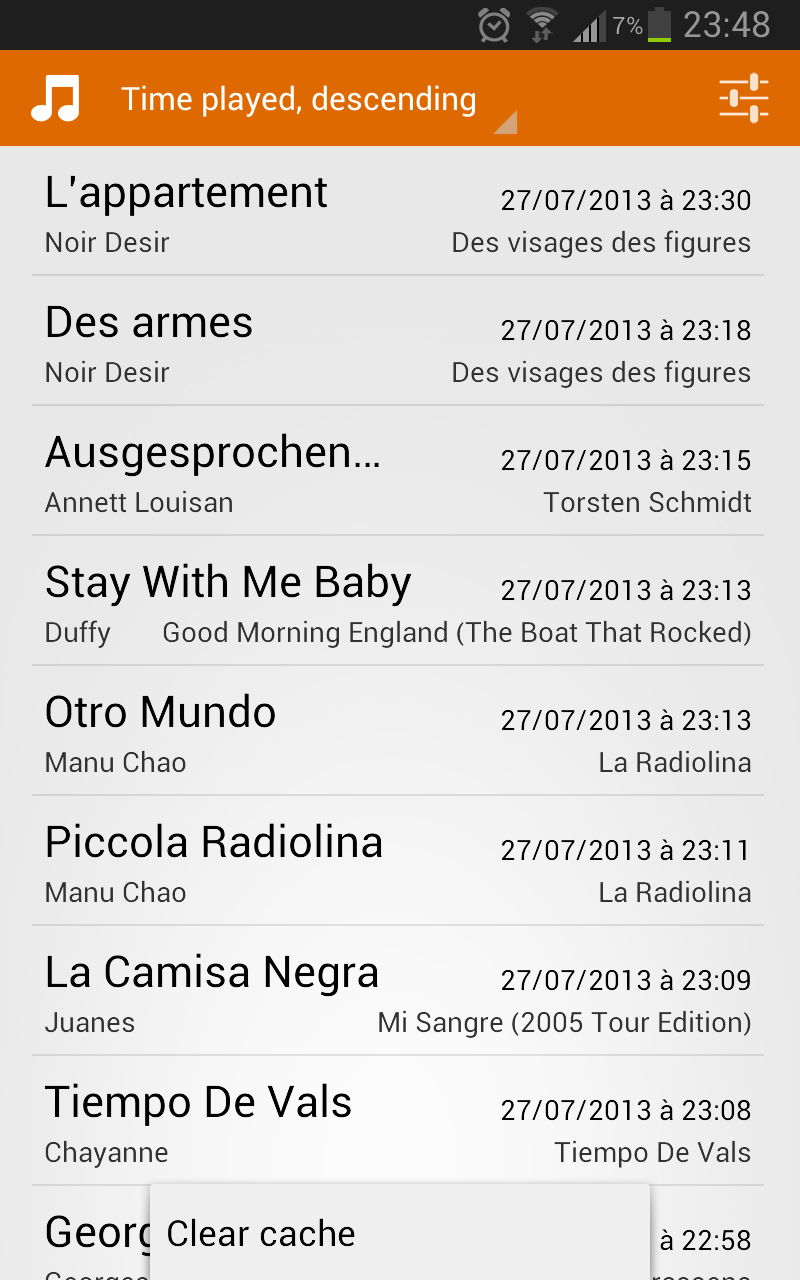 7% 23:48
Time played, descending
L'appartement 27/07/2013 à 23:30
Noir Desir Des visages des figures
Des armes 27/07/2013 à 23:18
Noir Desir Des visages des figures
Ausgesprochen... 27/07/2013 à 23:15
Annett Louisan Torsten Schmidt
Stay With Me Baby 27/07/2013 à 23:13
Duffy Good Morning England (The Boat That Rocked)
Otro Mundo 27/07/2013 à 23:13
Manu Chao La Radiolina
Piccola Radiolina 27/07/2013 à 23:11
Manu Chao La Radiolina
La Camisa Negra 27/07/2013 à 23:09
Juanes Mi Sangre (2005 Tour Edition)
Tiempo De Vals 27/07/2013 à 23:08
Chayanne Tiempo De Vals
Georg à 22:58
Clear cache